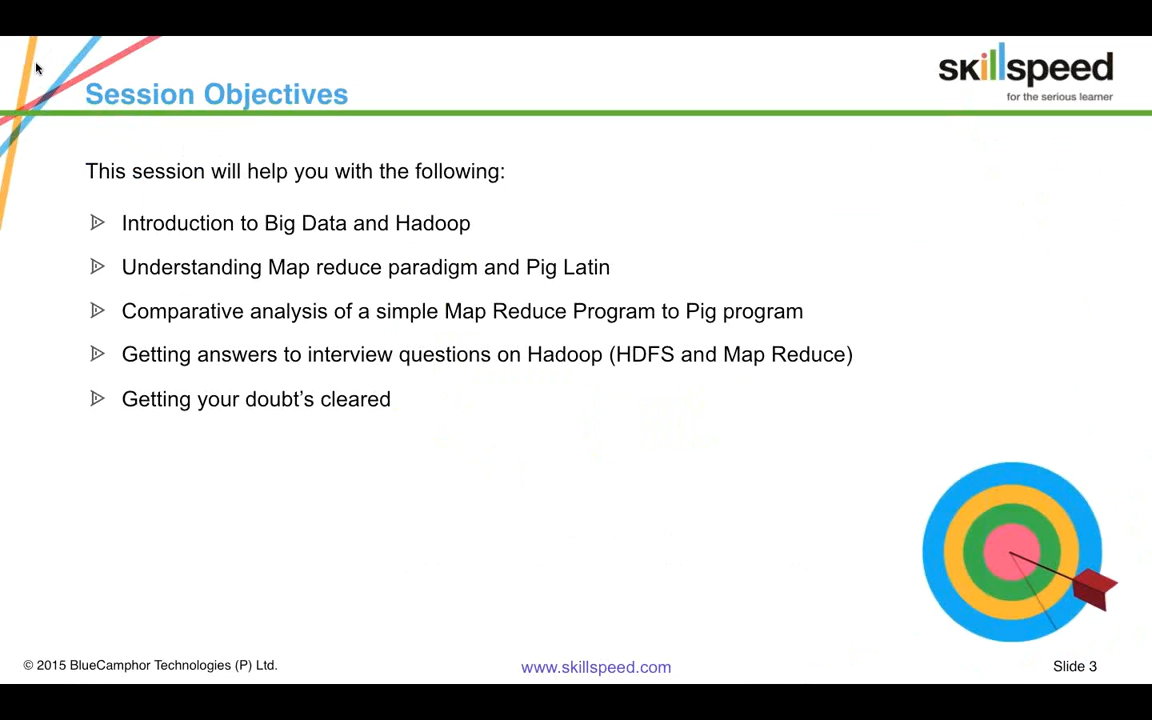 skillspeed
for the serious learner
Session Objectives
This session will help you with the following:
Introduction to Big Data and Hadoop
Understanding Map reduce paradigm and Pig Latin
Comparative analysis of a simple Map Reduce Program to Pig program
Getting answers to interview questions on Hadoop (HDFS and Map Reduce)
Getting your doubt’s cleared
© 2015 BlueCamphor Technologies (P) Ltd.
www.skillspeed.com
Slide 3